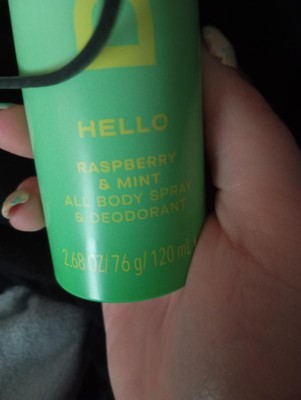 D
HELLO
RASPBERRY
& MINT
ALL BODY SPRAY
& DEODORANT
2.68 OZ/ 76 g/ 120 mL